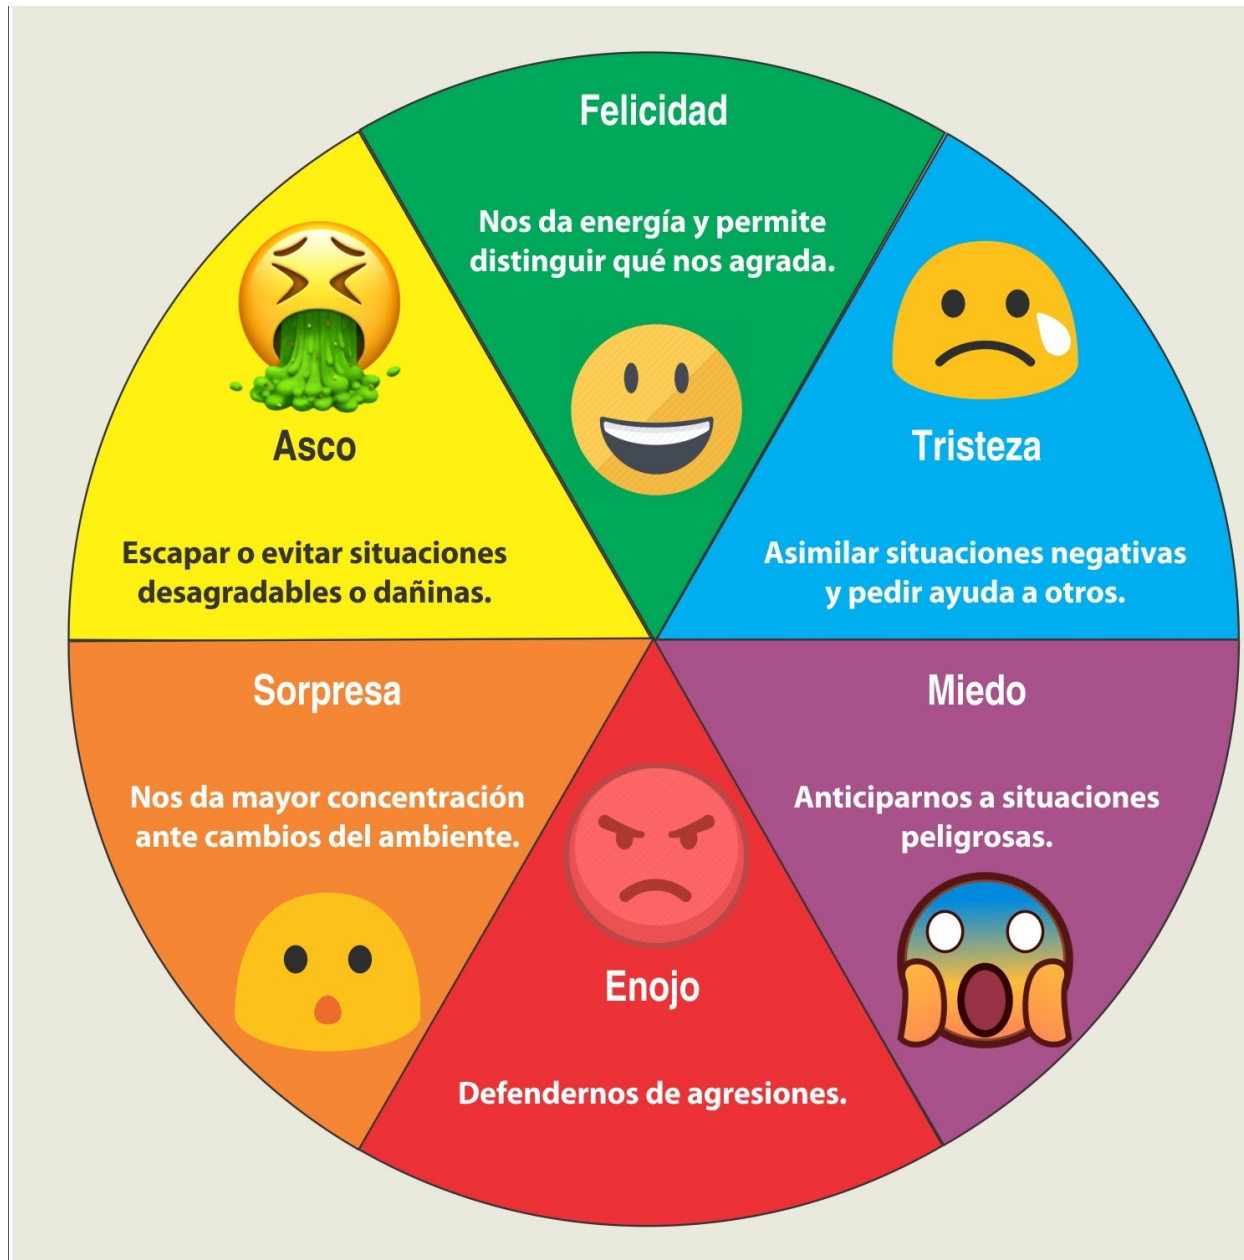 Felicidad
Nos da energía y permite
distinguir qué nos agrada.
Tristeza
Asimilar situaciones negativas
y pedir ayuda a otros.
Miedo
Anticiparnos a situaciones
peligrosas.
Enojo
Defendernos de agresiones.
Sorpresa
Nos da mayor concentración
ante cambios del ambiente.
Asco
Escapar o evitar situaciones
desagradables o dañinas.